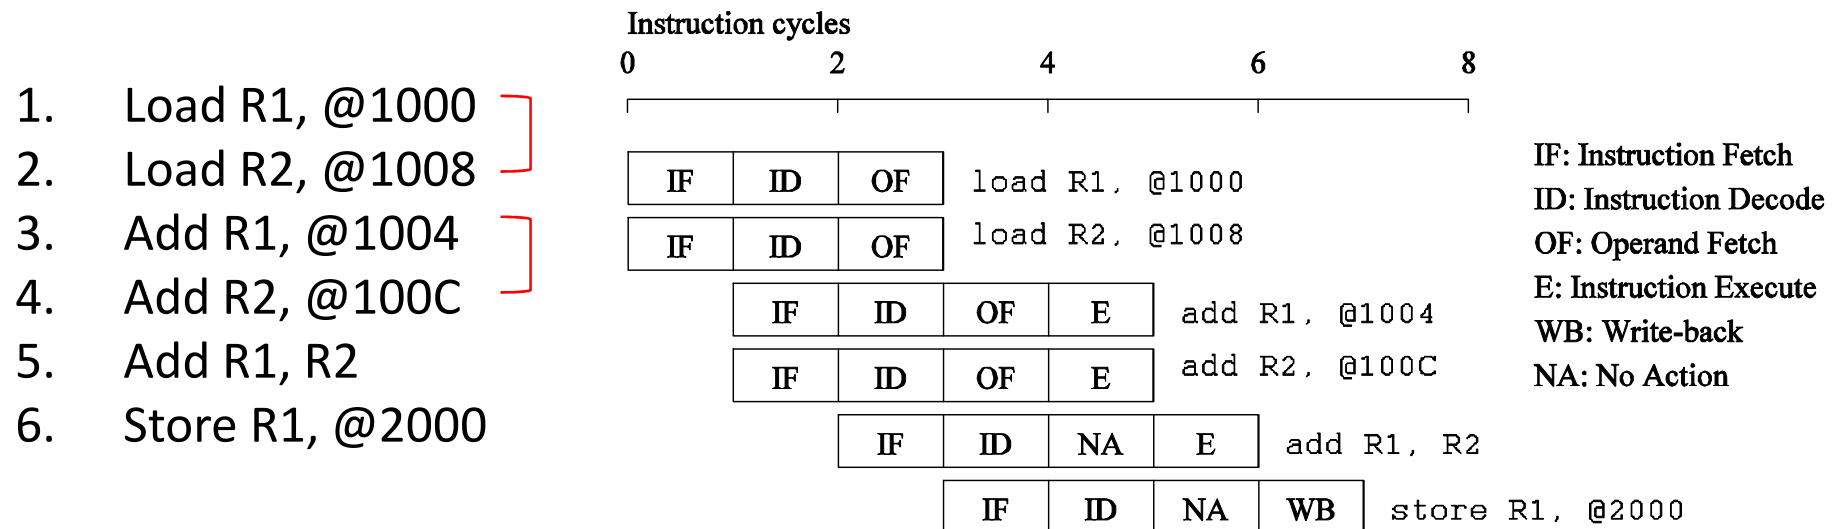 1. Load R1, @1000
2. Load R2, @1008
3. Add R1, @1004
4. Add R2, @100C
5. Add R1, R2
6. Store R1, @2000
Instruction cycles
0 2 4 6 8
IF ID OF load R1, @1000
IF ID OF load R2, @1008
IF ID OF E add R1, @1004
IF ID OF E add R2, @100C
IF ID NA E add R1, R2
IF ID NA WB store R1, @2000
IF: Instruction Fetch
ID: Instruction Decode
OF: Operand Fetch
E: Instruction Execute
WB: Write-back
NA: No Action